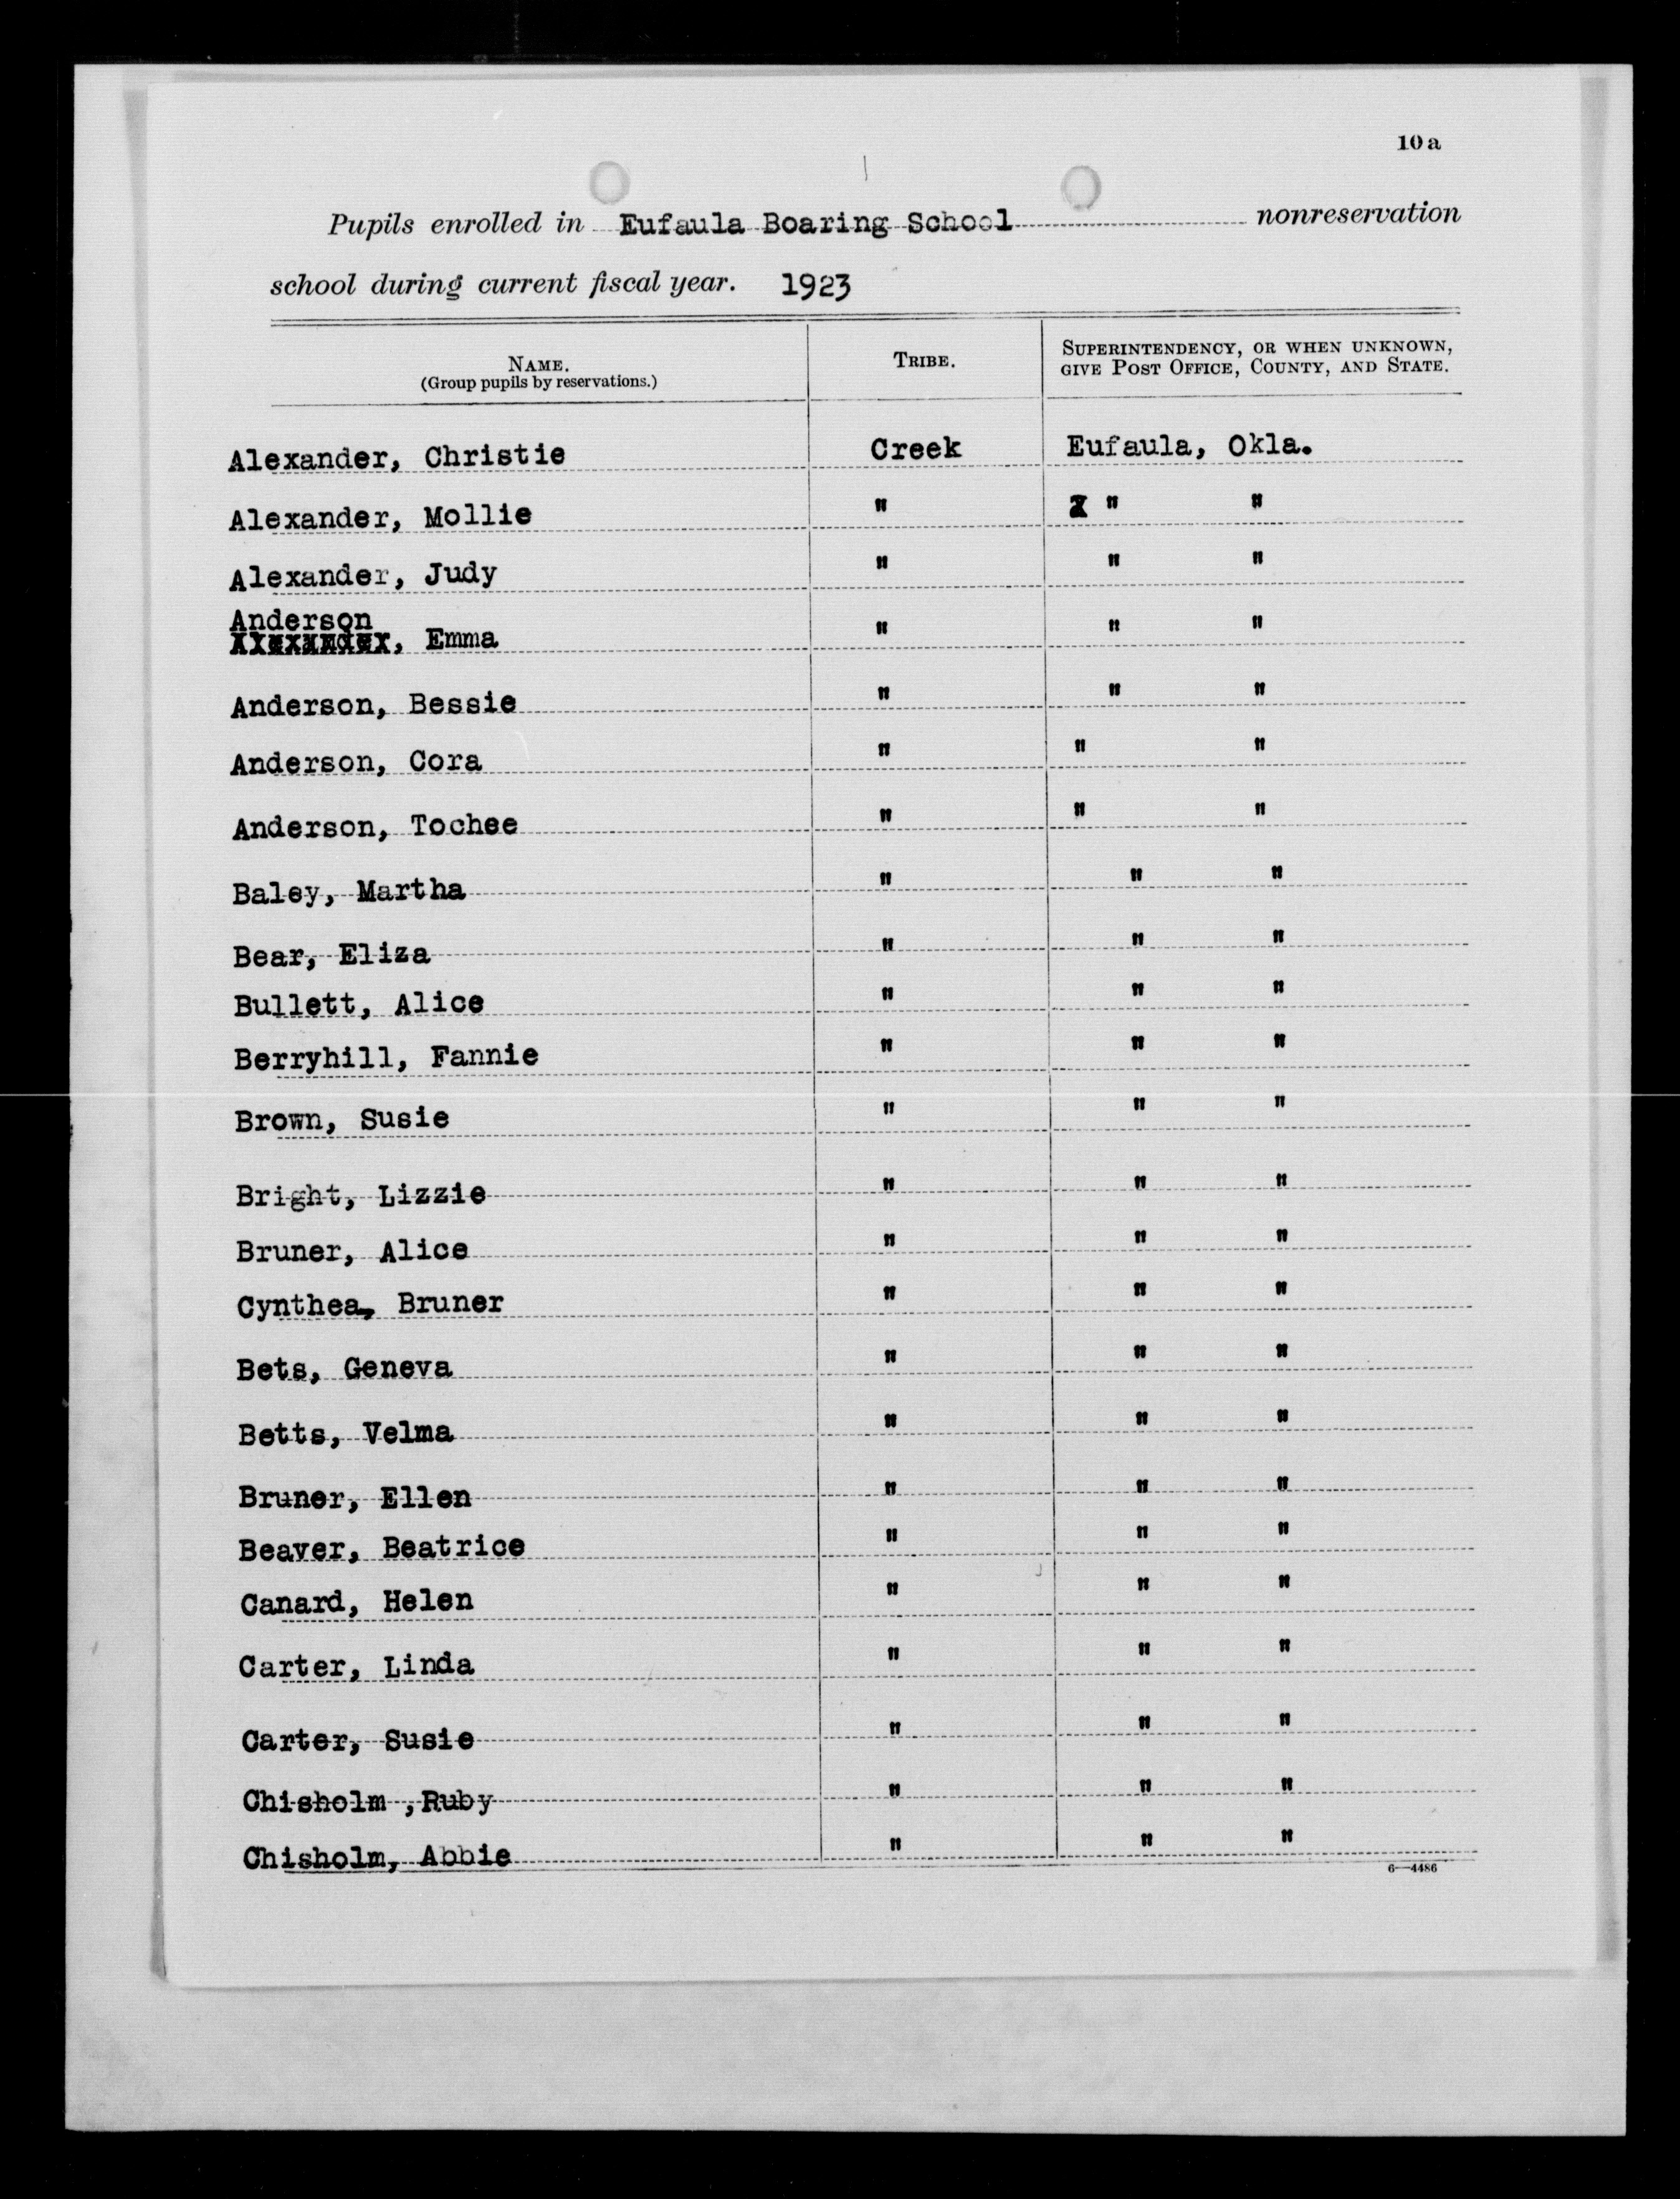 10a
Pupils enrolled in Eufaula Boaring School nonreservation
school during current fiscal year. 1923
NAME. TRIBE. SUPERINTENDENCY, OR WHEN UNKNOWN,
(Group pupils by reservations.) GIVE POST OFFICE, COUNTY, AND STATE.
Alexander, Christie Creek Eufaula, Okla.
Alexander, Mollie " " "
Alexander, Judy " " "
Anderson
Alexander, Emma " " "
Anderson, Bessie " " "
Anderson, Cora " " "
Anderson, Tochee " " "
Baley, Martha " " "
Bear, Eliza " " "
Bullett, Alice " " "
Berryhill, Fannie " " "
Brown, Susie " " "
Bright, Lizzie " " "
Bruner, Alice " " "
Cynthea, Bruner " " "
Bets, Geneva " " "
Betts, Velma " " "
Bruner, Ellen " " "
Beaver, Beatrice " " "
Canard, Helen " " "
Carter, Linda " " "
Carter, Susie " " "
Chisholm ,Ruby " " "
Chisholm, Abbie " " "
6—4486